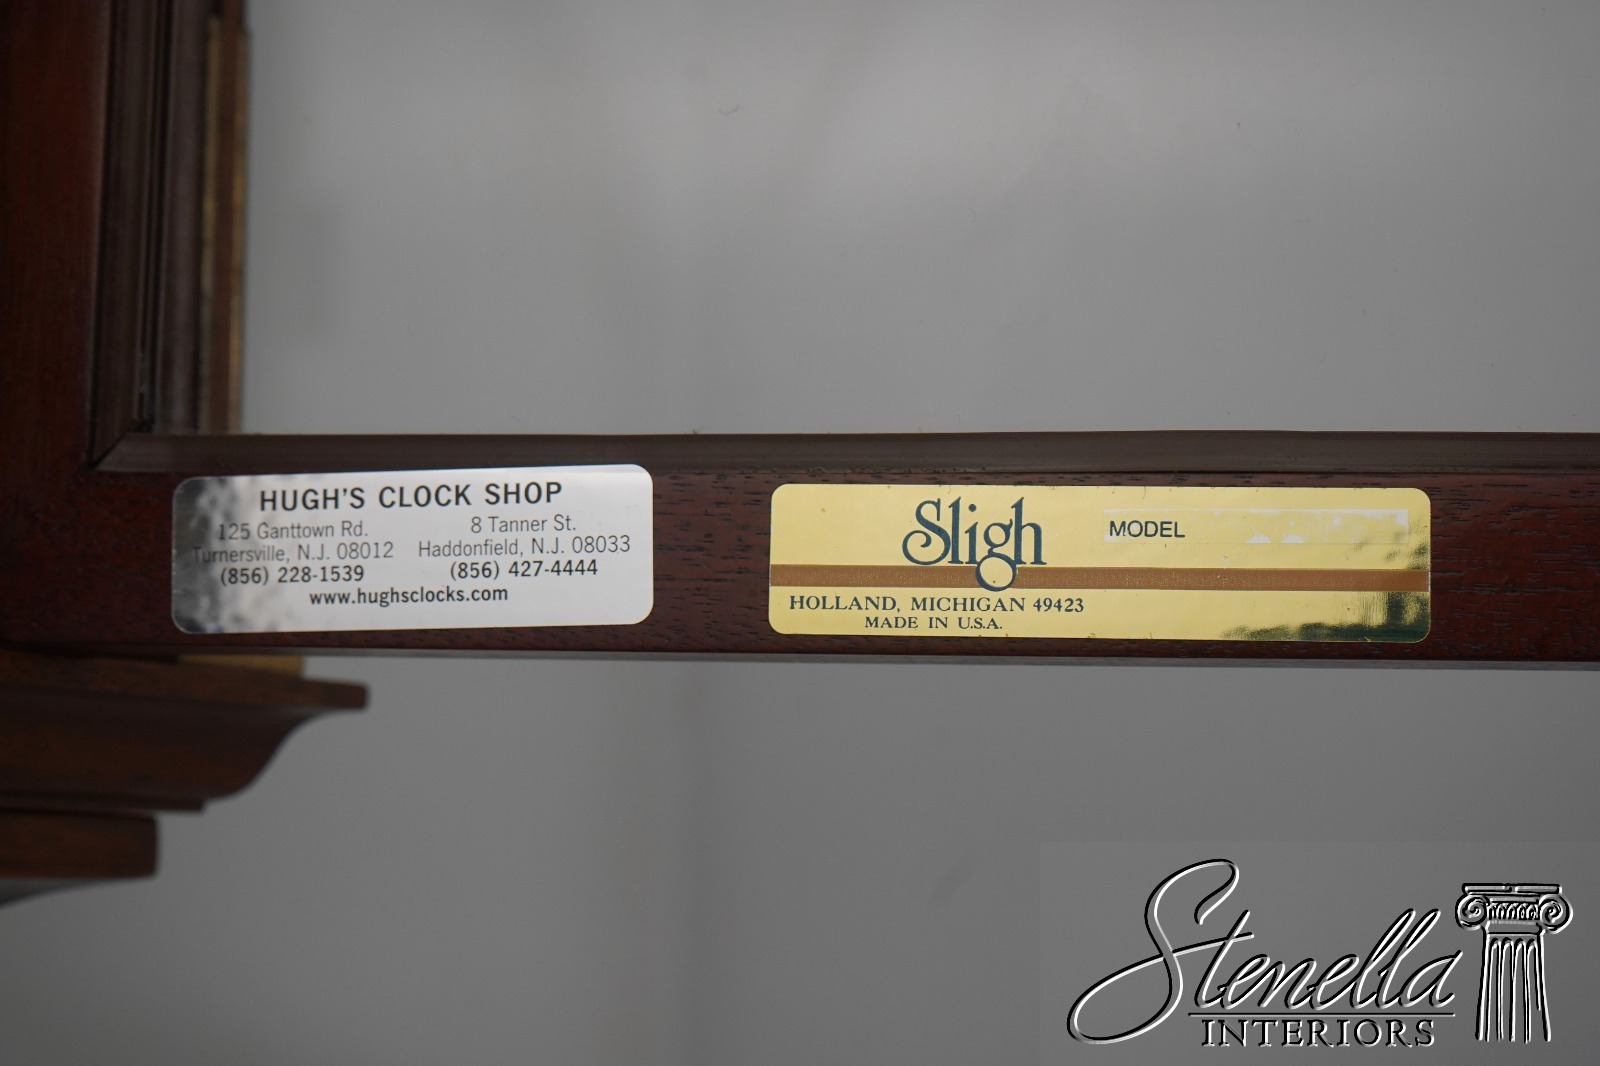 HUGH'S CLOCK SHOP
125 Ganttown Rd.
Turnersville, N.J. 08012
(856) 228-1539
8 Tanner St.
Haddonfield, N.J. 08033
(856) 427-4444
www.hughsclocks.com
Sligh
MODEL
HOLLAND, MICHIGAN 49423
MADE IN U.S.A.
Stenella
INTERIORS